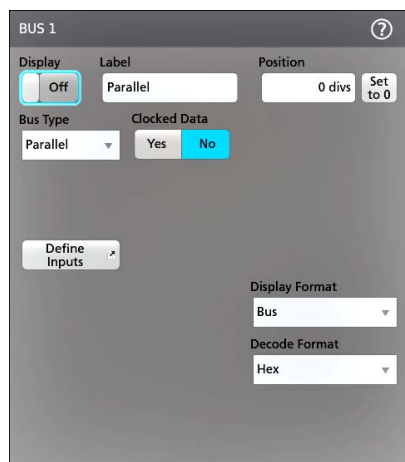 BUS 1
?
Display Label Position
Off Parallel 0 divs Set to 0
Bus Type Clocked Data
Parallel Yes No
Define
Inputs
Display Format
Bus
Decode Format
Hex